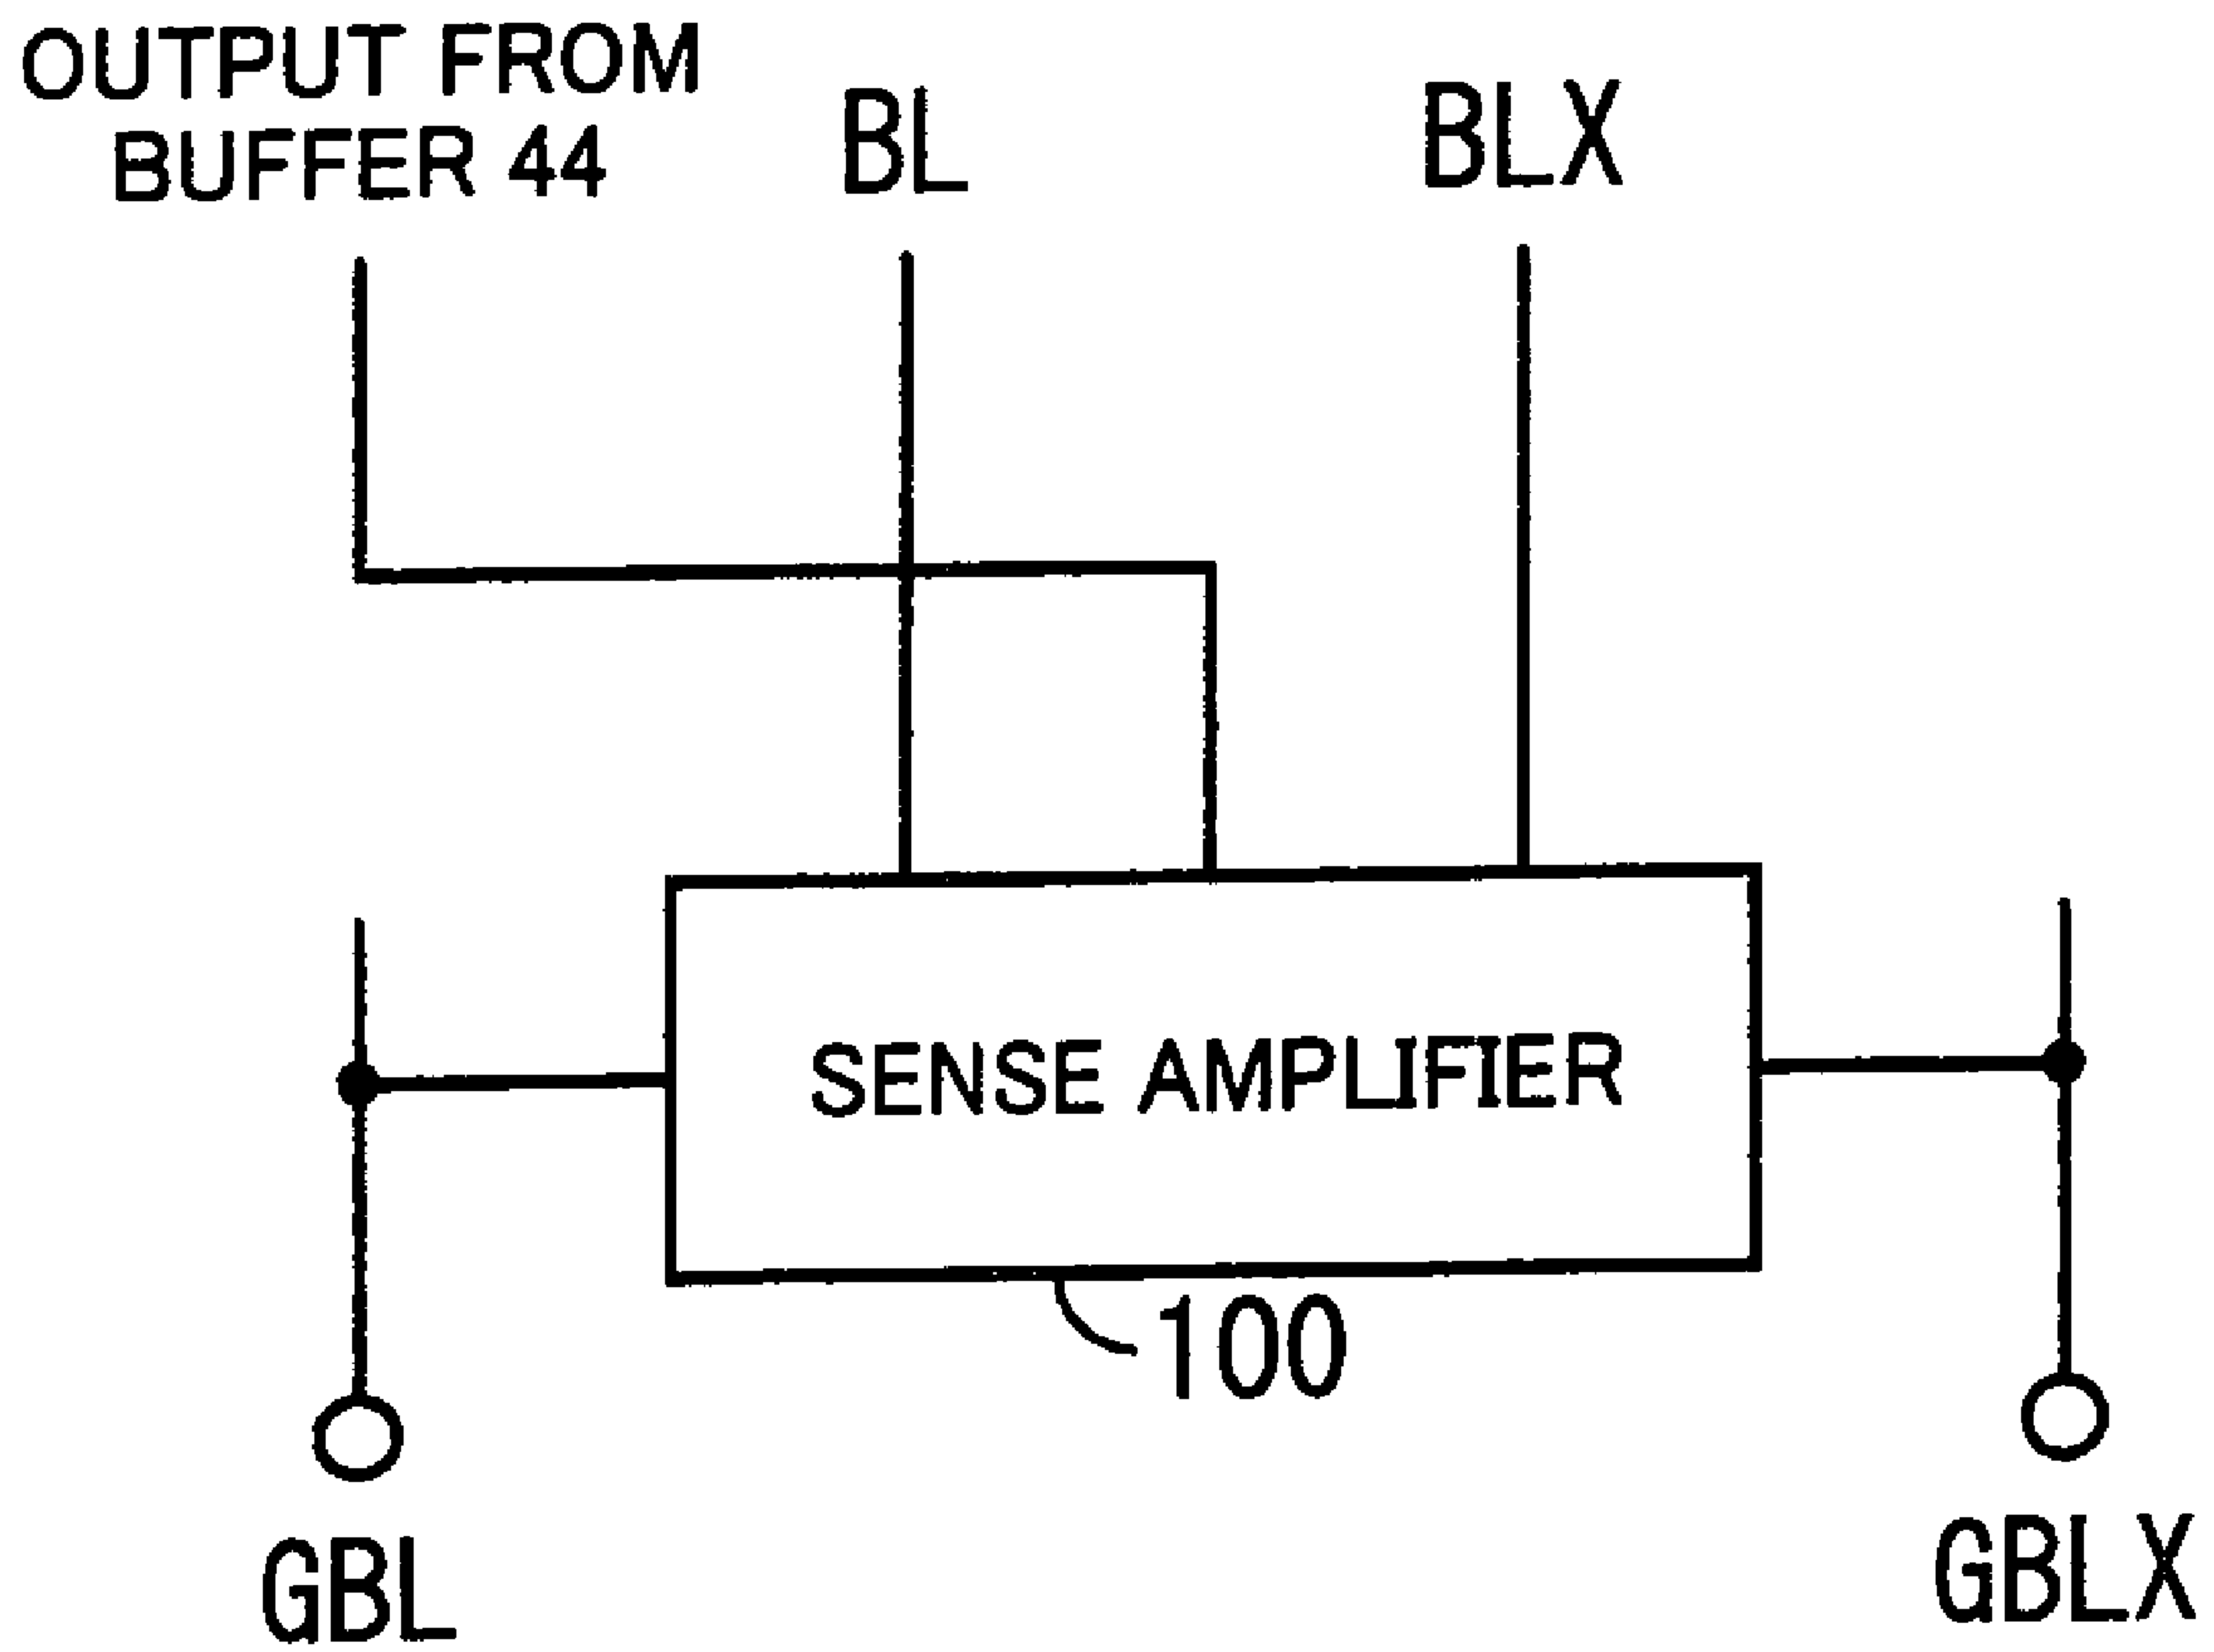 OUTPUT FROM
BUFFER 44
BL
BLX
SENSE AMPLIFIER
100
GBL
GBLX